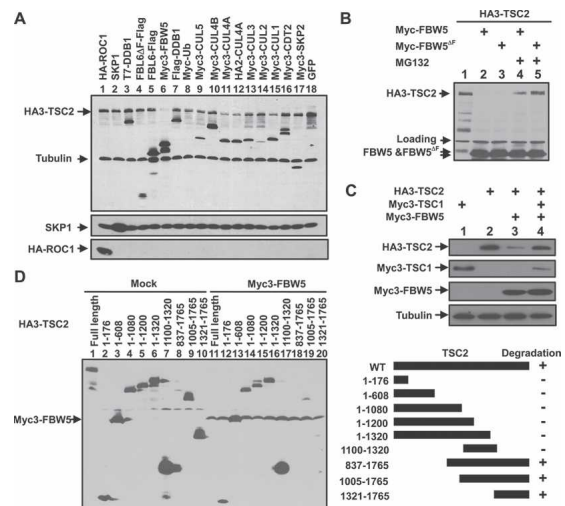 A
HA-ROC1
SKP1
T7-DDB1
FBL6ΔF-Flag
FBL6-Flag
Myc3-FBW5
Flag-DDB1
Myc-Ub
Myc3-CUL5
Myc3-CUL4B
Myc3-CUL4A
HA2-CUL4A
Myc3-CUL3
Myc3-CUL2
Myc3-CUL1
Myc3-CDT2
Myc3-SKP2
GFP
1 2 3 4 5 6 7 8 9 10 11 12 13 14 15 16 17 18
HA3-TSC2
Tubulin
SKP1
HA-ROC1
B
HA3-TSC2
Myc-FBW5 + +
Myc-FBW5ΔF + +
MG132 + +
1 2 3 4 5
HA3-TSC2
Loading
FBW5 &FBW5ΔF
C
HA3-TSC2 + + +
Myc3-TSC1 + +
Myc3-FBW5 + +
1 2 3 4
HA3-TSC2
Myc3-TSC1
Myc3-FBW5
Tubulin
D
Mock Myc3-FBW5
HA3-TSC2
Full length
1-176
1-608
1-1080
1-1200
1-1320
1100-1320
837-1765
1005-1765
1321-1765
Full length
1-176
1-608
1-1080
1-1200
1-1320
1100-1320
837-1765
1005-1765
1321-1765
1 2 3 4 5 6 7 8 9 10 11 12 13 14 15 16 17 18 19 20
Myc3-FBW5
TSC2 Degradation
WT +
1-176 -
1-608 -
1-1080 -
1-1200 -
1-1320 -
1100-1320 -
837-1765 +
1005-1765 +
1321-1765 +